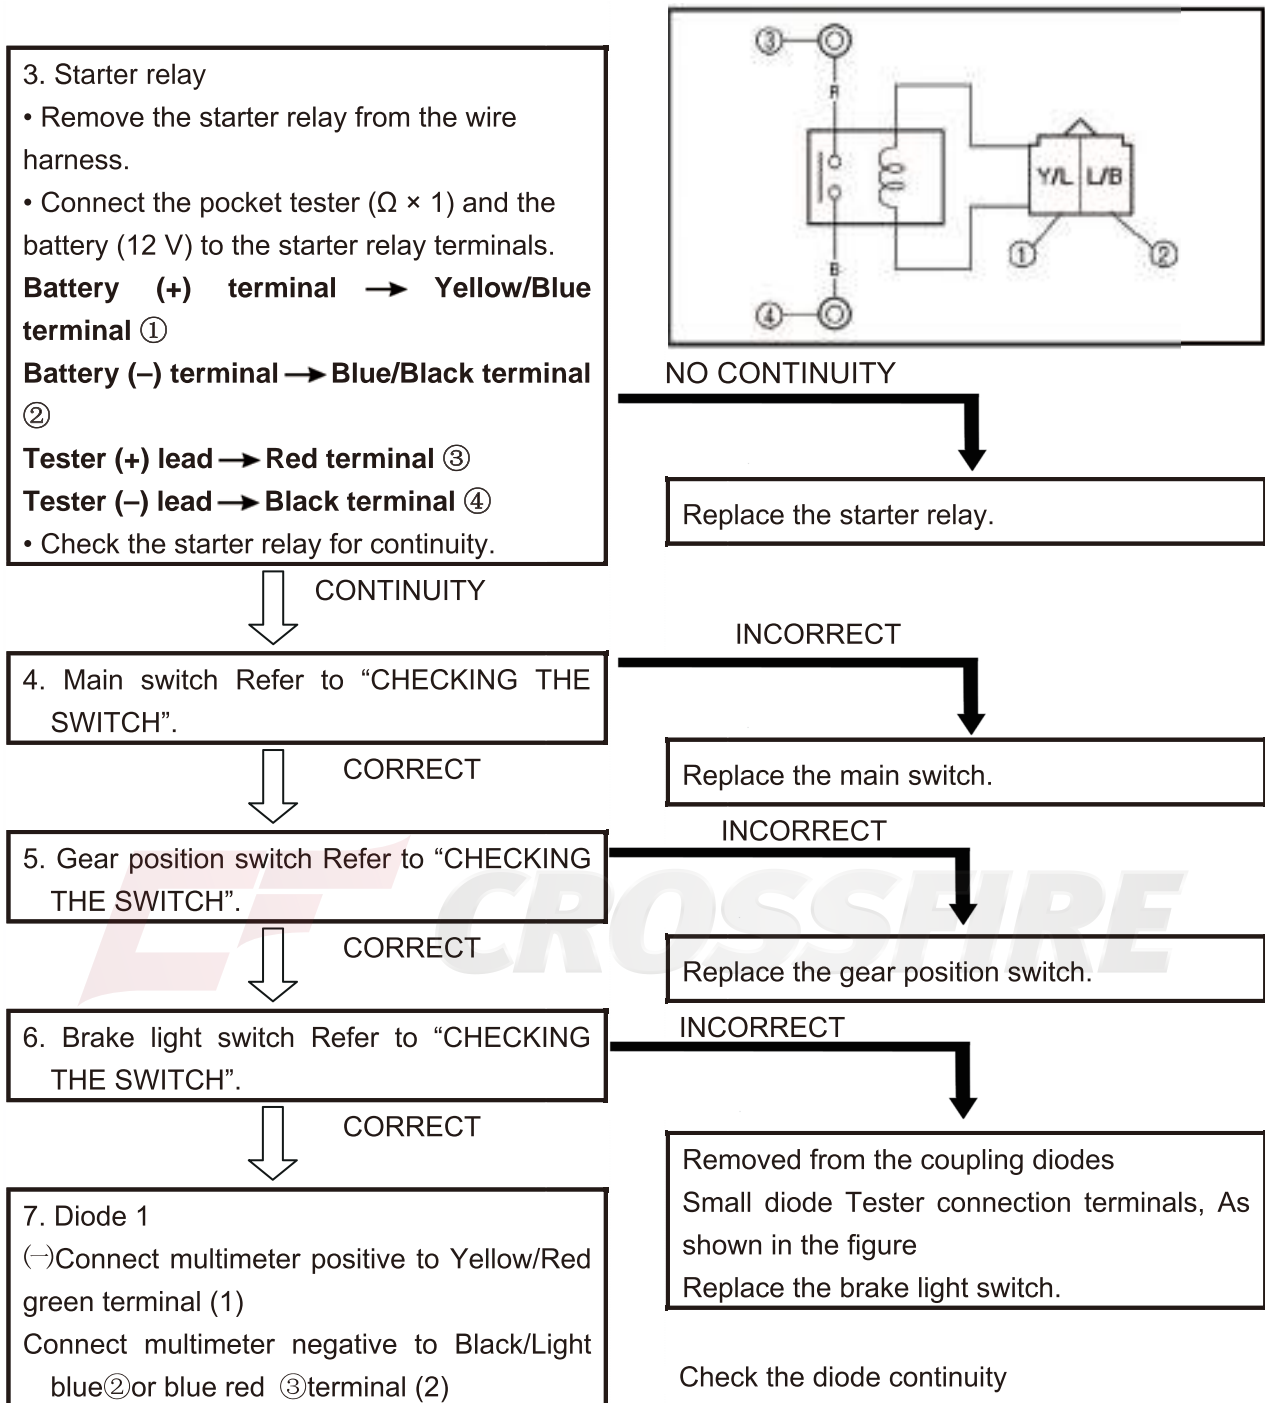 3. Starter relay
• Remove the starter relay from the wire
harness.
• Connect the pocket tester (Ω × 1) and the
battery (12 V) to the starter relay terminals.
Battery (+) terminal → Yellow/Blue
terminal ①
Battery (–) terminal → Blue/Black terminal
②
Tester (+) lead → Red terminal ③
Tester (–) lead → Black terminal ④
• Check the starter relay for continuity.
③
R
Y/L L/B
① ②
B
④
NO CONTINUITY
Replace the starter relay.
CONTINUITY
4. Main switch Refer to “CHECKING THE
SWITCH”.
INCORRECT
Replace the main switch.
CORRECT
5. Gear position switch Refer to “CHECKING
THE SWITCH”.
INCORRECT
Replace the gear position switch.
CORRECT
CROSSFIRE
6. Brake light switch Refer to “CHECKING
THE SWITCH”.
INCORRECT
Removed from the coupling diodes
Small diode Tester connection terminals, As
shown in the figure
Replace the brake light switch.
CORRECT
7. Diode 1
㈠Connect multimeter positive to Yellow/Red
green terminal (1)
Connect multimeter negative to Black/Light
blue②or blue red ③terminal (2)
Check the diode continuity